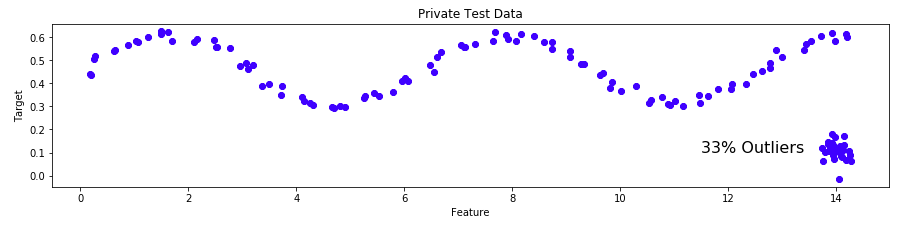 Private Test Data
Target
0.6
0.5
0.4
0.3
0.2
0.1
0.0
33% Outliers
0 2 4 6 8 10 12 14
Feature